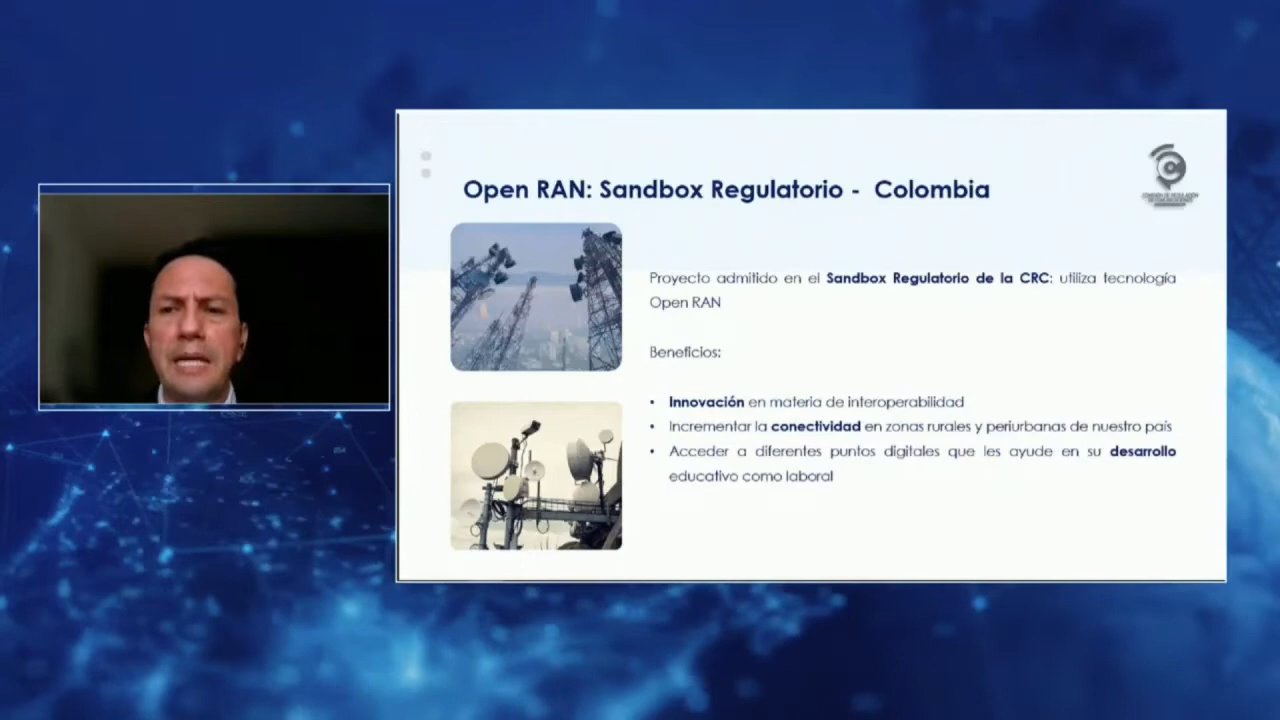 Open RAN: Sandbox Regulatorio - Colombia
Proyecto admitido en el Sandbox Regulatorio de la CRC: utiliza tecnología
Open RAN
Beneficios:
• Innovación en materia de interoperabilidad
• Incrementar la conectividad en zonas rurales y periurbanas de nuestro país
• Acceder a diferentes puntos digitales que les ayude en su desarrollo
educativo como laboral